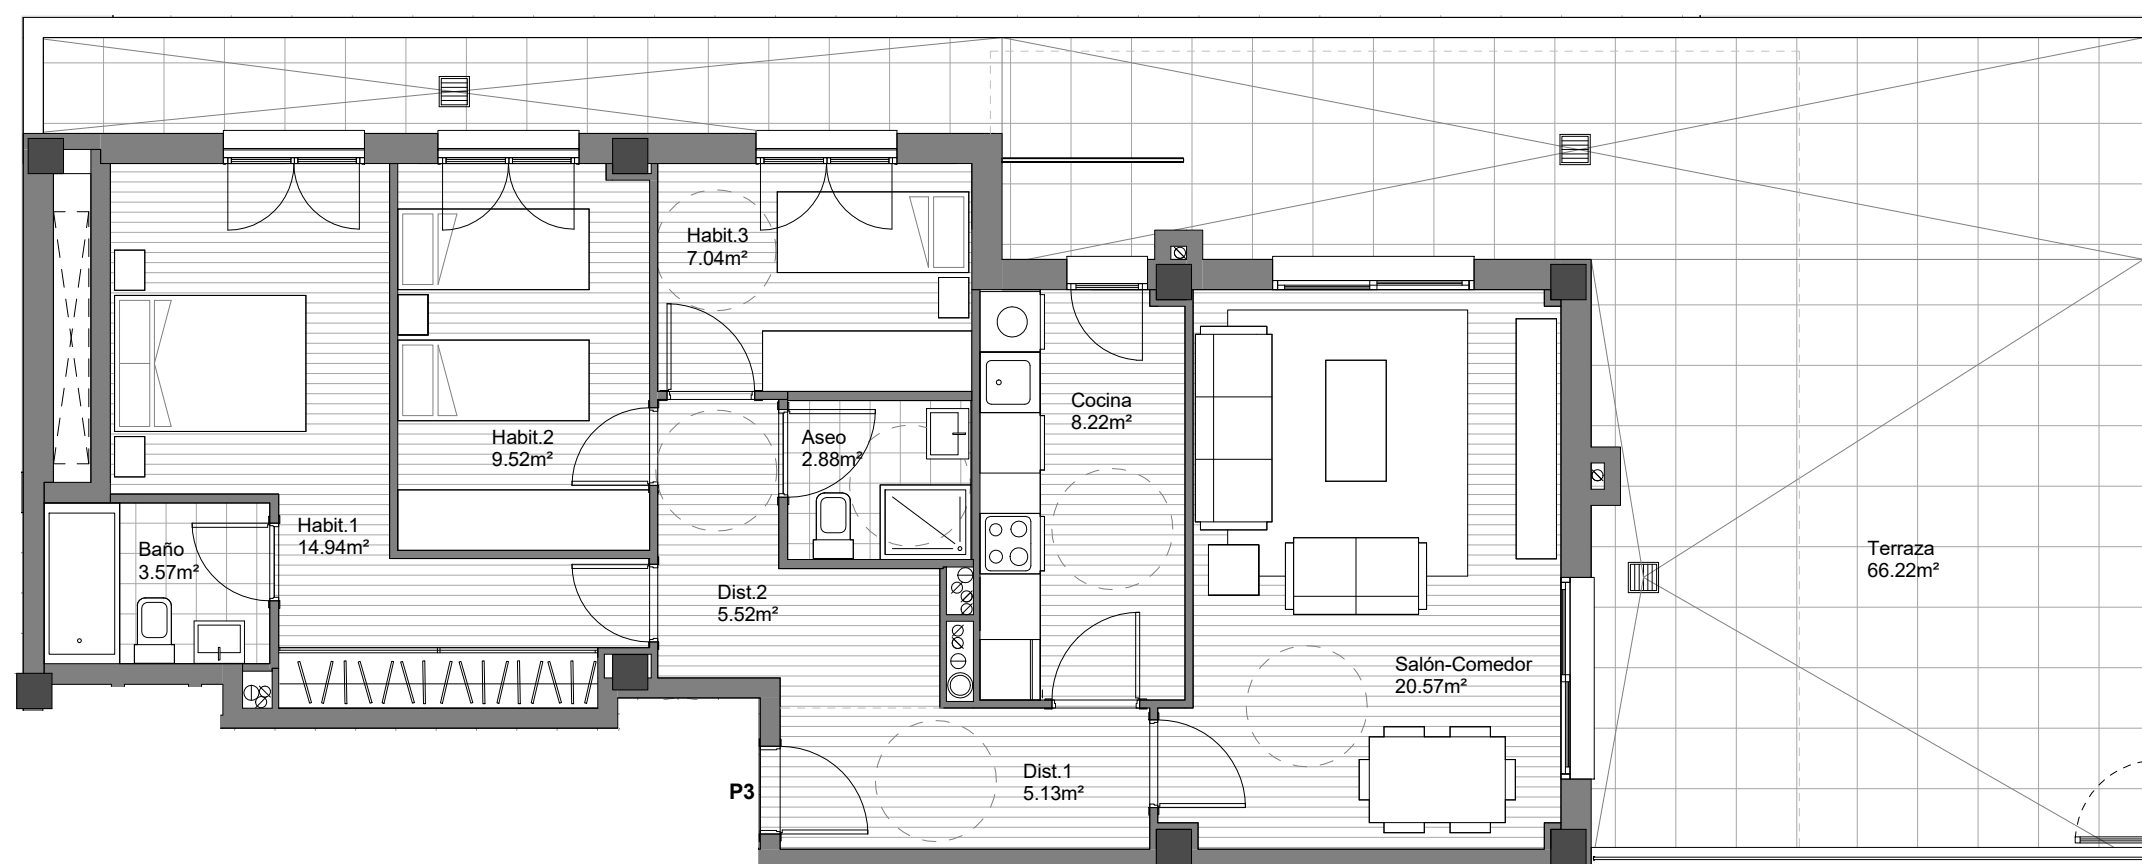 Habit.3
7.04m²
Cocina
8.22m²
Habit.2
9.52m²
Aseo
2.88m²
Habit.1
14.94m²
Baño
3.57m²
Terraza
66.22m²
Dist.2
5.52m²
Salón-Comedor
20.57m²
Dist.1
5.13m²
P3